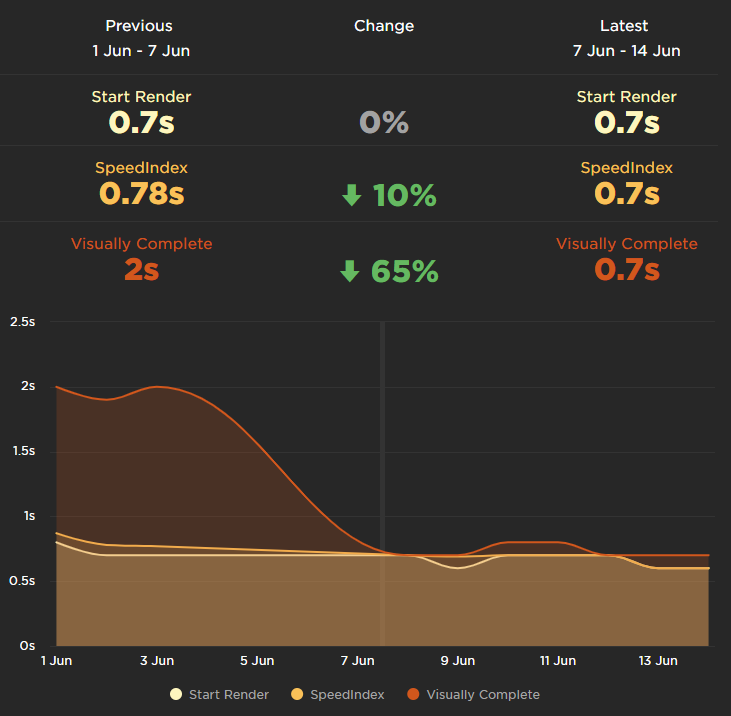 Previous Change Latest
1 Jun - 7 Jun 7 Jun - 14 Jun
Start Render Start Render
0.7s 0% 0.7s
SpeedIndex SpeedIndex
0.78s 10% 0.7s
Visually Complete Visually Complete
2s 65% 0.7s
2.5s
2s
1.5s
1s
0.5s
0s
1 Jun 3 Jun 5 Jun 7 Jun 9 Jun 11 Jun 13 Jun
Start Render SpeedIndex Visually Complete